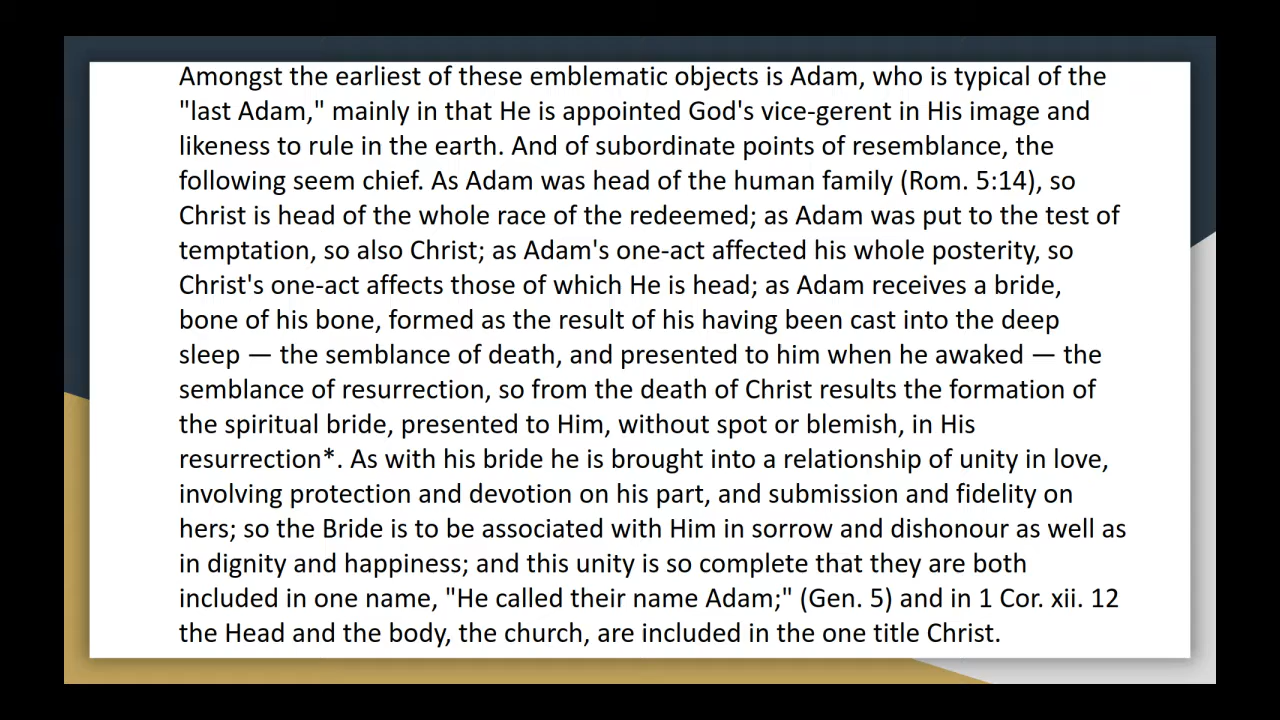 Amongst the earliest of these emblematic objects is Adam, who is typical of the
"last Adam," mainly in that He is appointed God's vice-gerent in His image and
likeness to rule in the earth. And of subordinate points of resemblance, the
following seem chief. As Adam was head of the human family (Rom. 5:14), so
Christ is head of the whole race of the redeemed; as Adam was put to the test of
temptation, so also Christ; as Adam's one-act affected his whole posterity, so
Christ's one-act affects those of which He is head; as Adam receives a bride,
bone of his bone, formed as the result of his having been cast into the deep
sleep — the semblance of death, and presented to him when he awaked — the
semblance of resurrection, so from the death of Christ results the formation of
the spiritual bride, presented to Him, without spot or blemish, in His
resurrection*. As with his bride he is brought into a relationship of unity in love,
involving protection and devotion on his part, and submission and fidelity on
hers; so the Bride is to be associated with Him in sorrow and dishonour as well as
in dignity and happiness; and this unity is so complete that they are both
included in one name, "He called their name Adam;" (Gen. 5) and in 1 Cor. xii. 12
the Head and the body, the church, are included in the one title Christ.